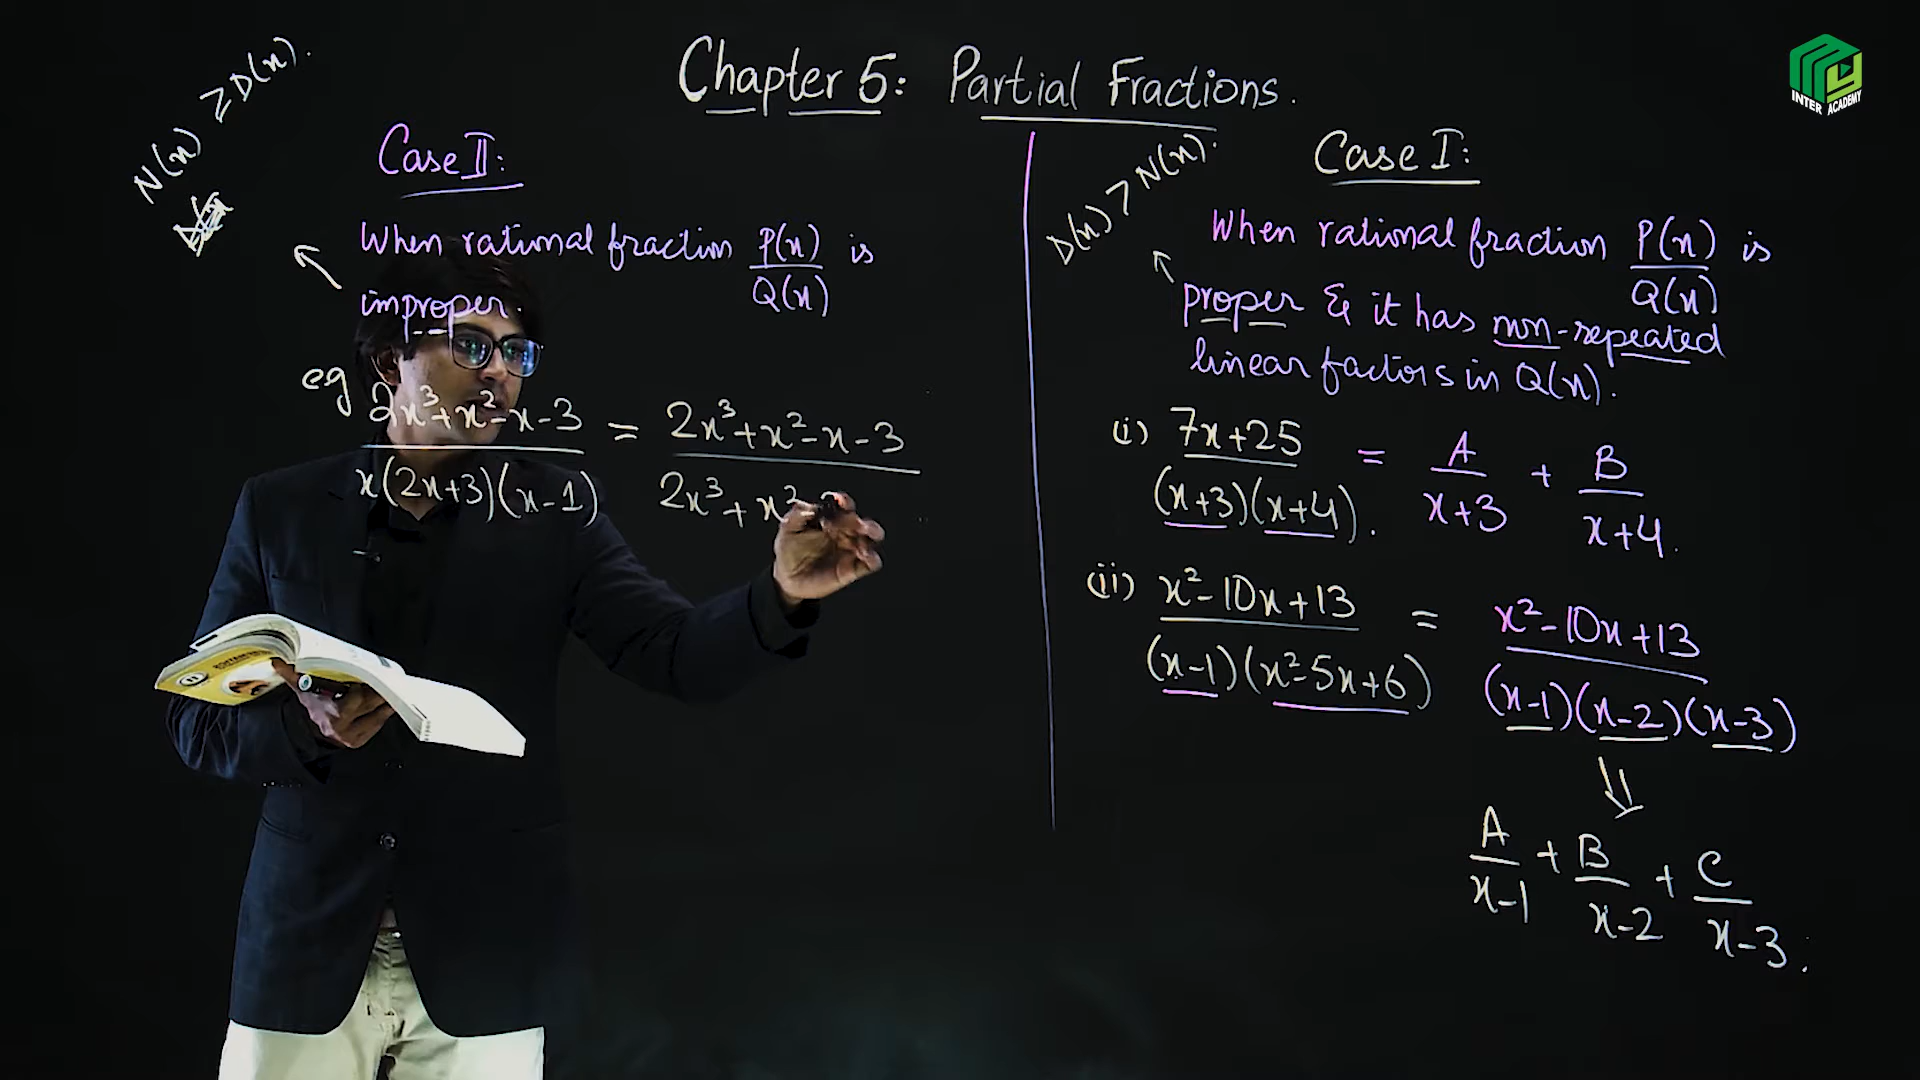 Chapter 5: Partial Fractions.
INTER ACADEMY
N(x) ≥ D(x).
Case II:
When rational fraction P(x)/Q(x) is
improper.
eg (2x³+x²-x-3)/(x(2x+3)(x-1)) = (2x³+x²-x-3)/(2x³+x²-
D(x) > N(x).
Case I:
When rational fraction P(x)/Q(x) is
proper & it has non-repeated
linear factors in Q(x).
(i) (7x+25)/((x+3)(x+4)). = A/(x+3) + B/(x+4).
(ii) (x²-10x+13)/((x-1)(x²-5x+6)) = (x²-10x+13)/((x-1)(x-2)(x-3))
⇓
A/(x-1) + B/(x-2) + C/(x-3).